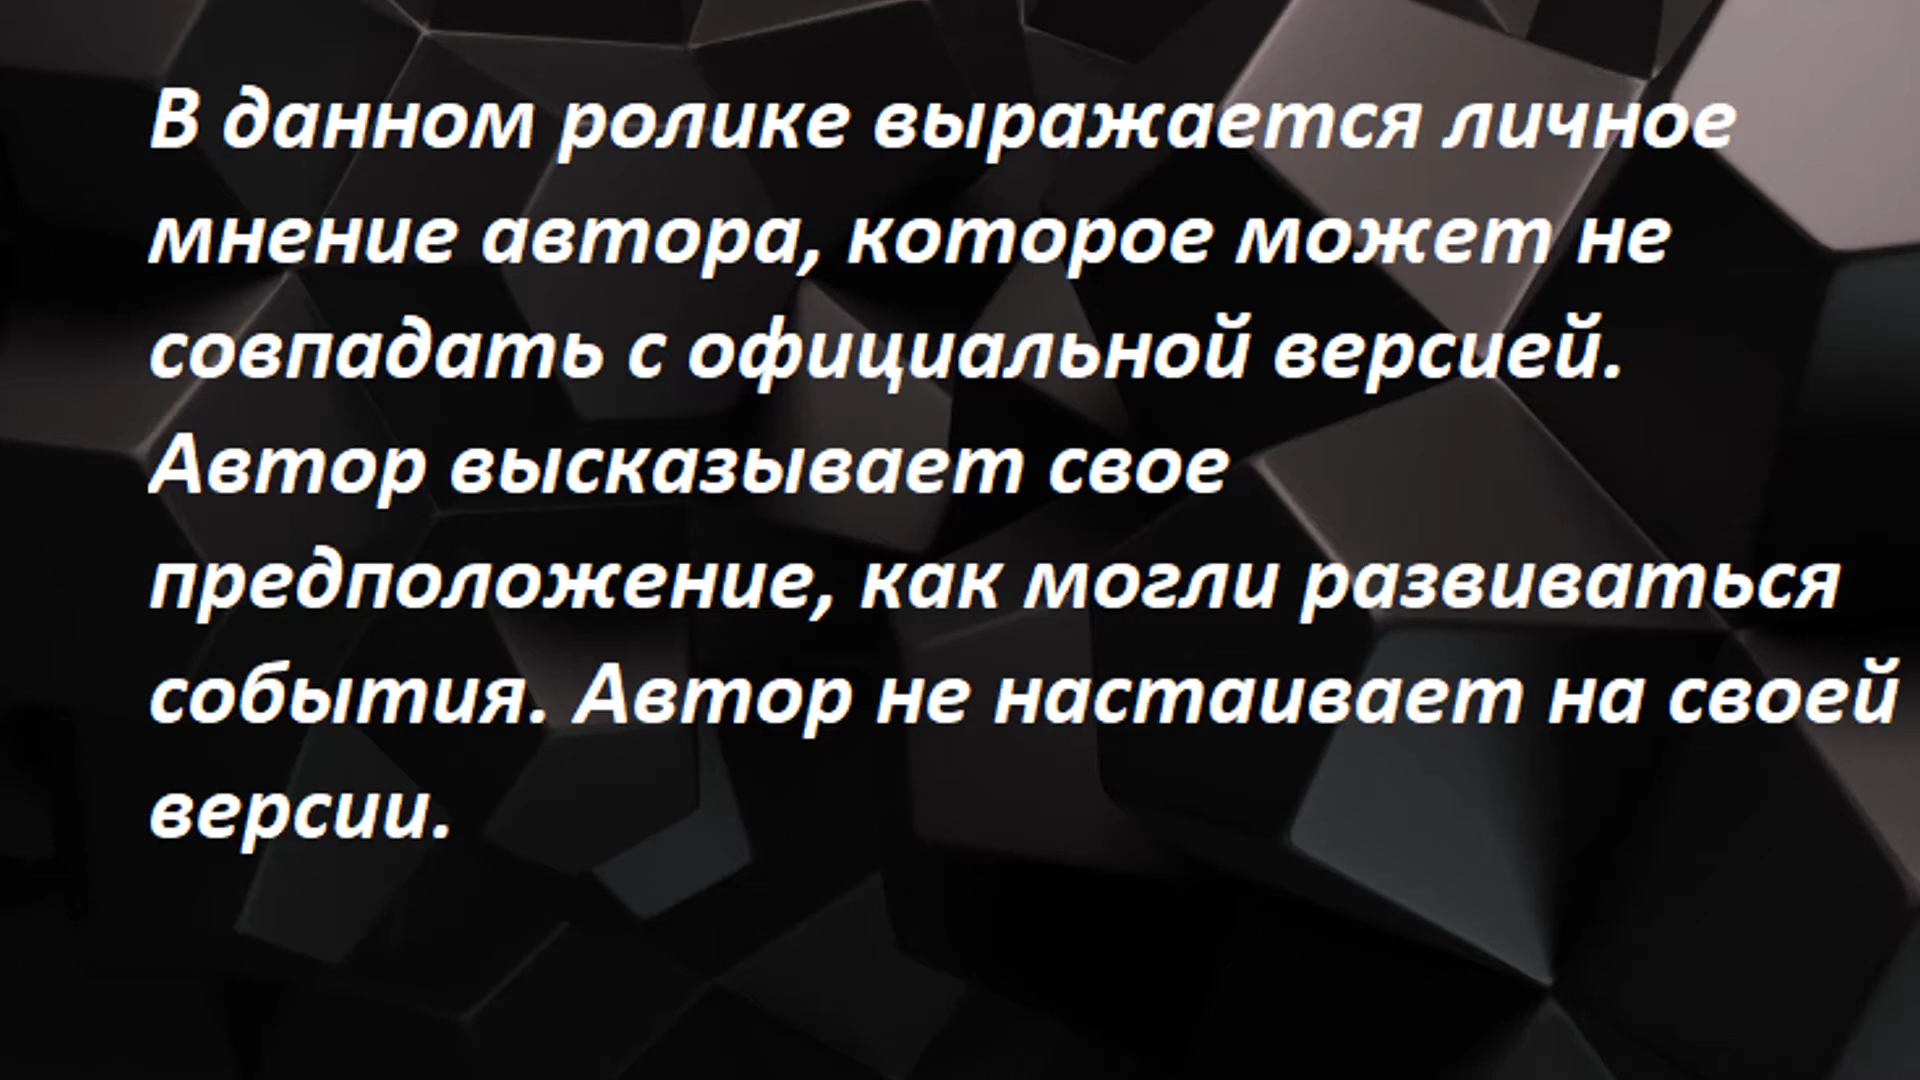 В данном ролике выражается личное
мнение автора, которое может не
совпадать с официальной версией.
Автор высказывает свое
предположение, как могли развиваться
события. Автор не настаивает на своей
версии.